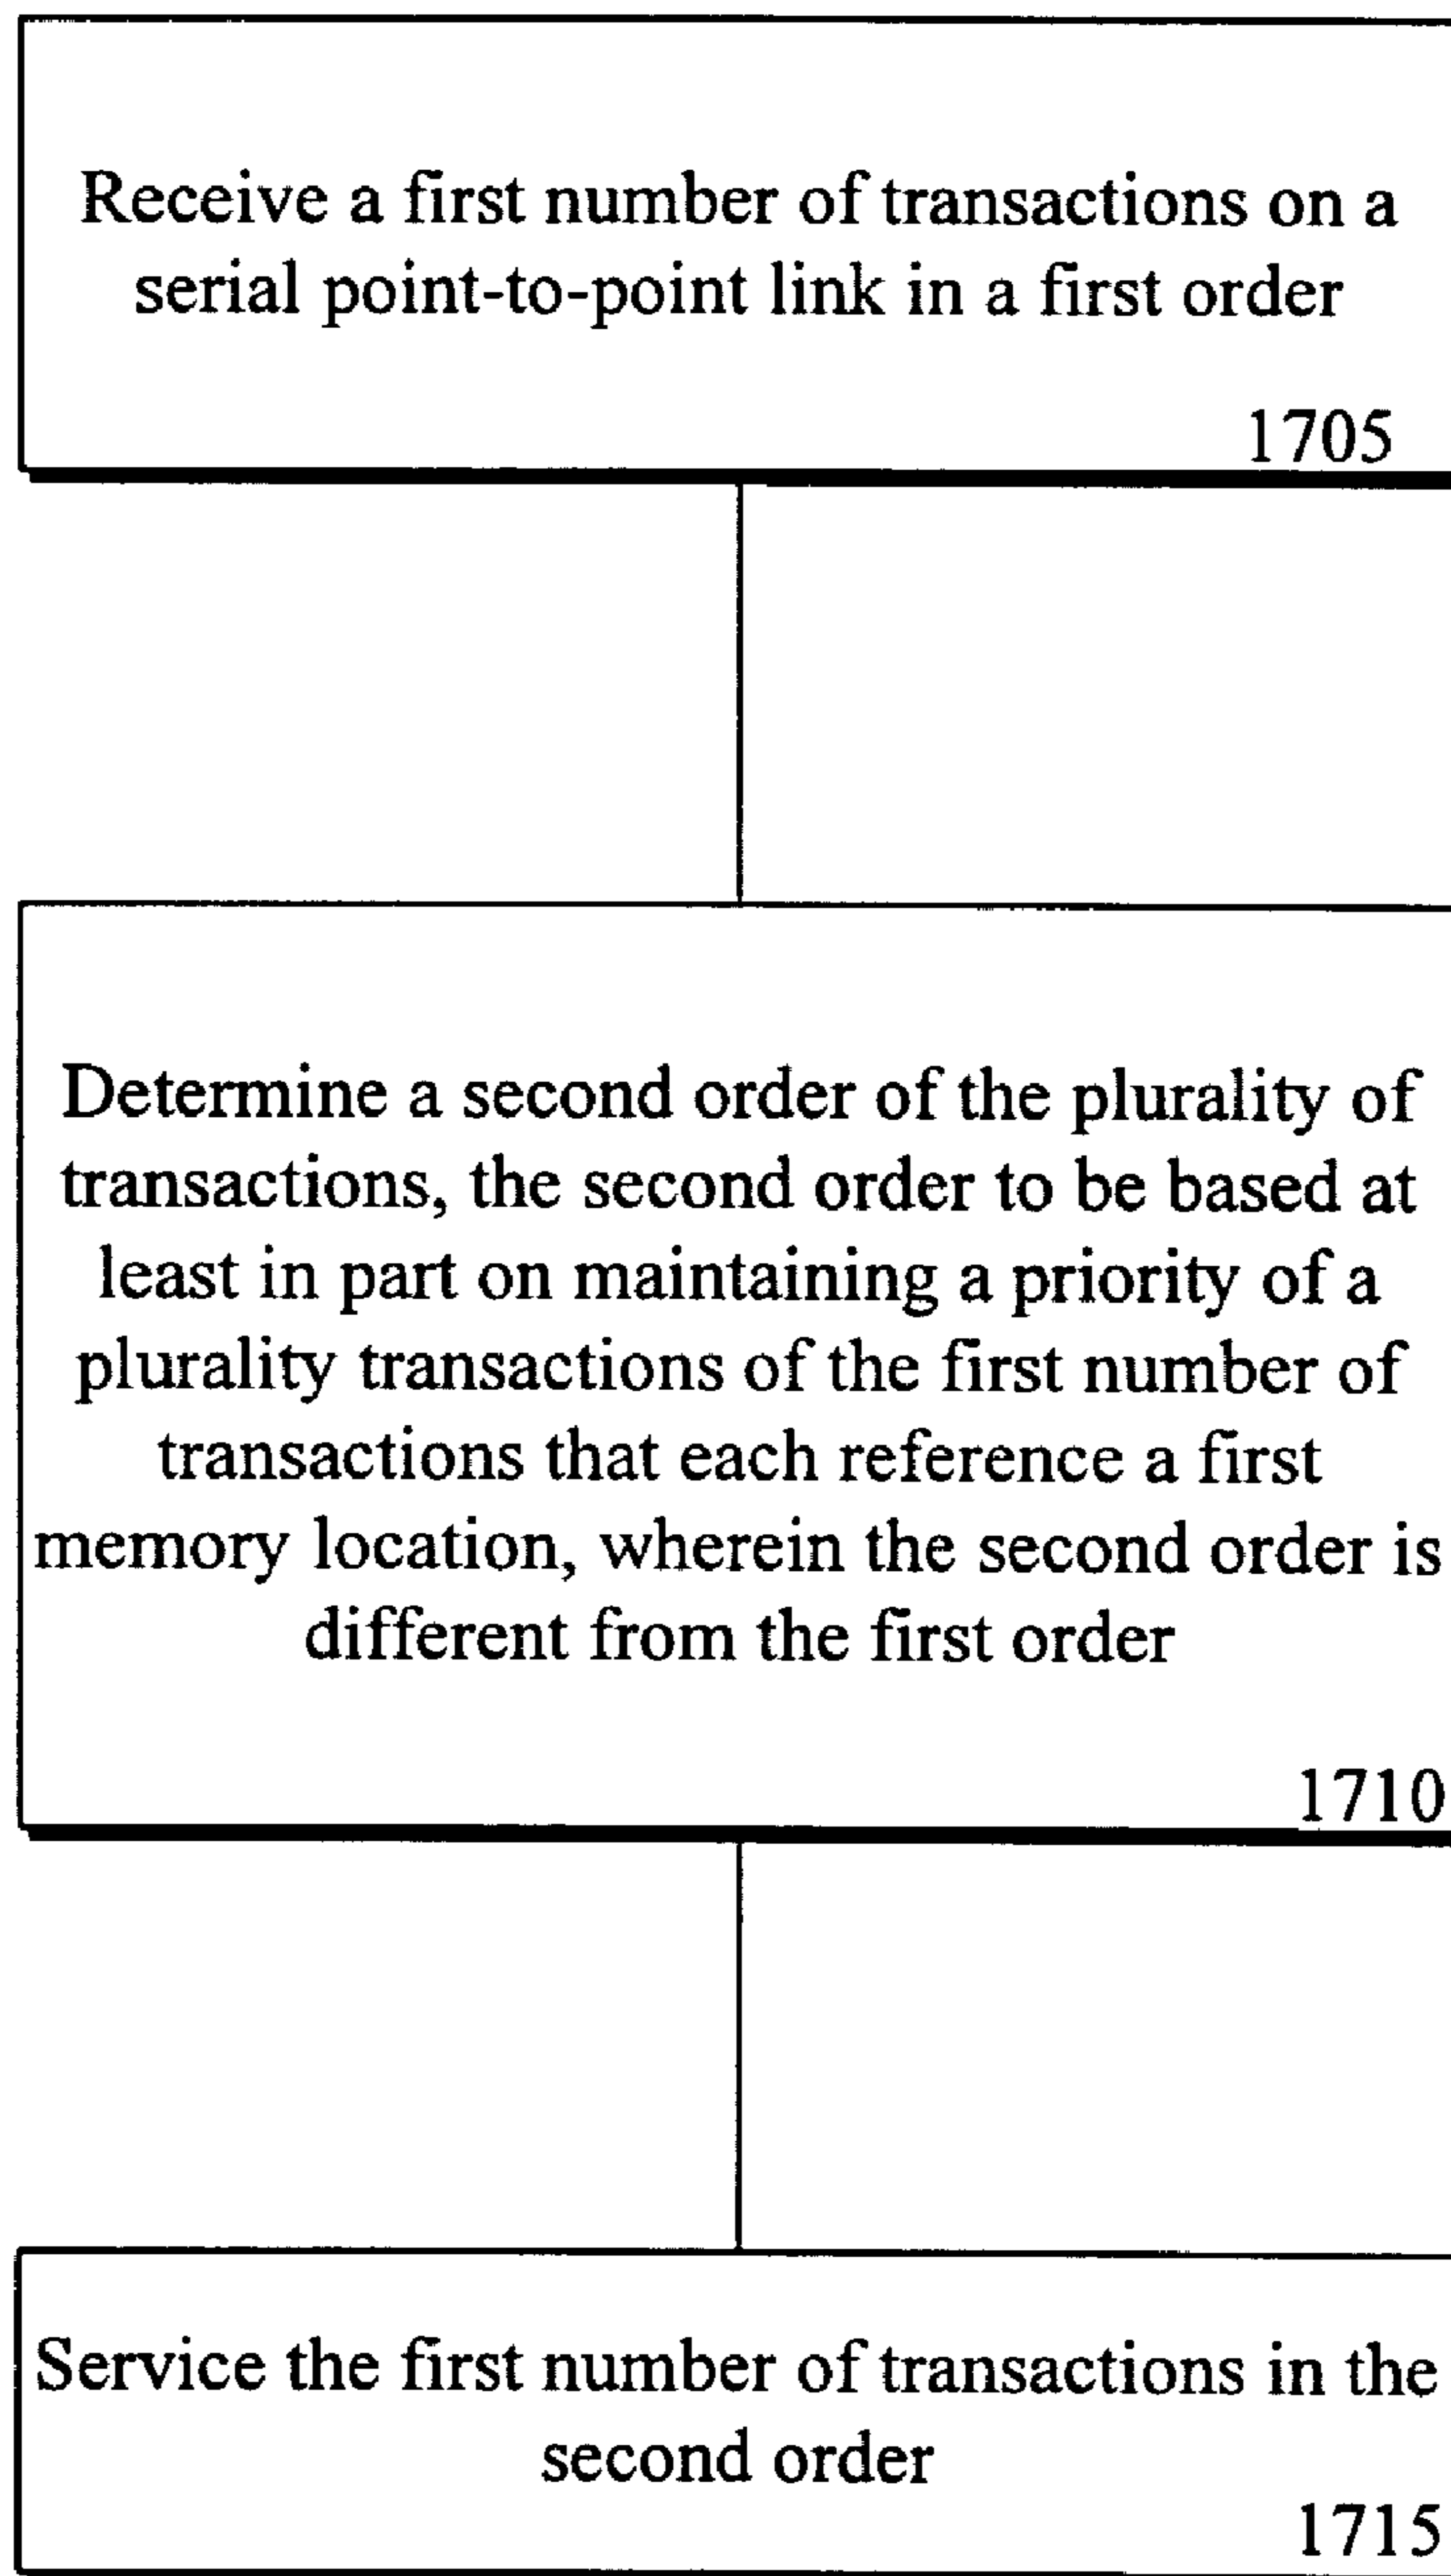 Receive a first number of transactions on a
serial point-to-point link in a first order
1705
Determine a second order of the plurality of
transactions, the second order to be based at
least in part on maintaining a priority of a
plurality transactions of the first number of
transactions that each reference a first
memory location, wherein the second order is
different from the first order
1710
Service the first number of transactions in the
second order
1715